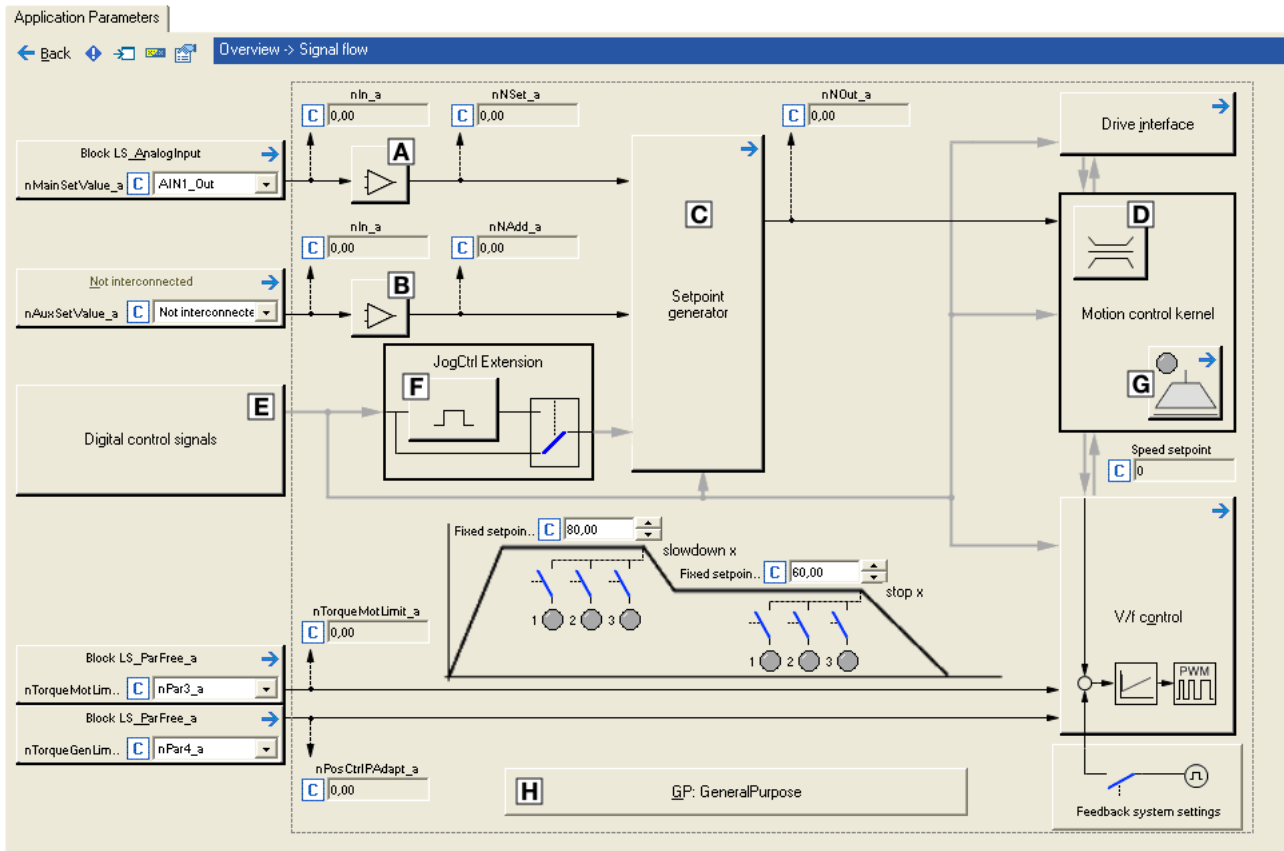 Application Parameters
Back
Overview -> Signal flow
nIn_a
C 0,00
nNSet_a
C 0,00
nNOut_a
C 0,00
Drive interface
Block LS_AnalogInput
nMainSetValue_a C AIN1_Out
A
C
D
nIn_a
C 0,00
nNAdd_a
C 0,00
Not interconnected
nAuxSetValue_a C Not interconnecte
B
Setpoint
generator
Motion control kernel
JogCtrl Extension
F
G
E
Digital control signals
Speed setpoint
C 0
Fixed setpoin.. C 80,00
slowdown x
Fixed setpoin.. C 60,00
stop x
1 2 3
1 2 3
V/f control
PWM
nTorqueMotLimit_a
C 0,00
Block LS_ParFree_a
nTorqueMotLim.. C nPar3_a
Block LS_ParFree_a
nTorqueGenLim.. C nPar4_a
nPosCtrlPAdapt_a
C 0,00
H
GP: GeneralPurpose
Feedback system settings